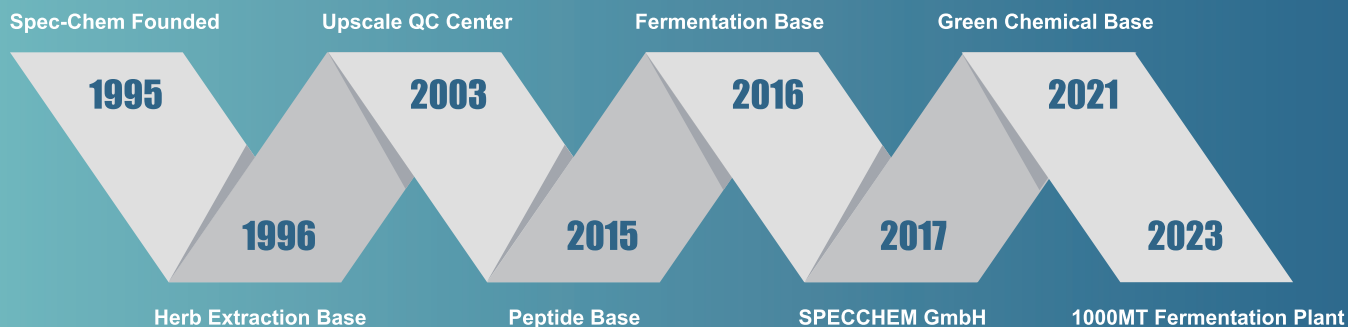 Spec-Chem Founded
Upscale QC Center
Fermentation Base
Green Chemical Base
1995
2003
2016
2021
1996
2015
2017
2023
Herb Extraction Base
Peptide Base
SPECCHEM GmbH
1000MT Fermentation Plant